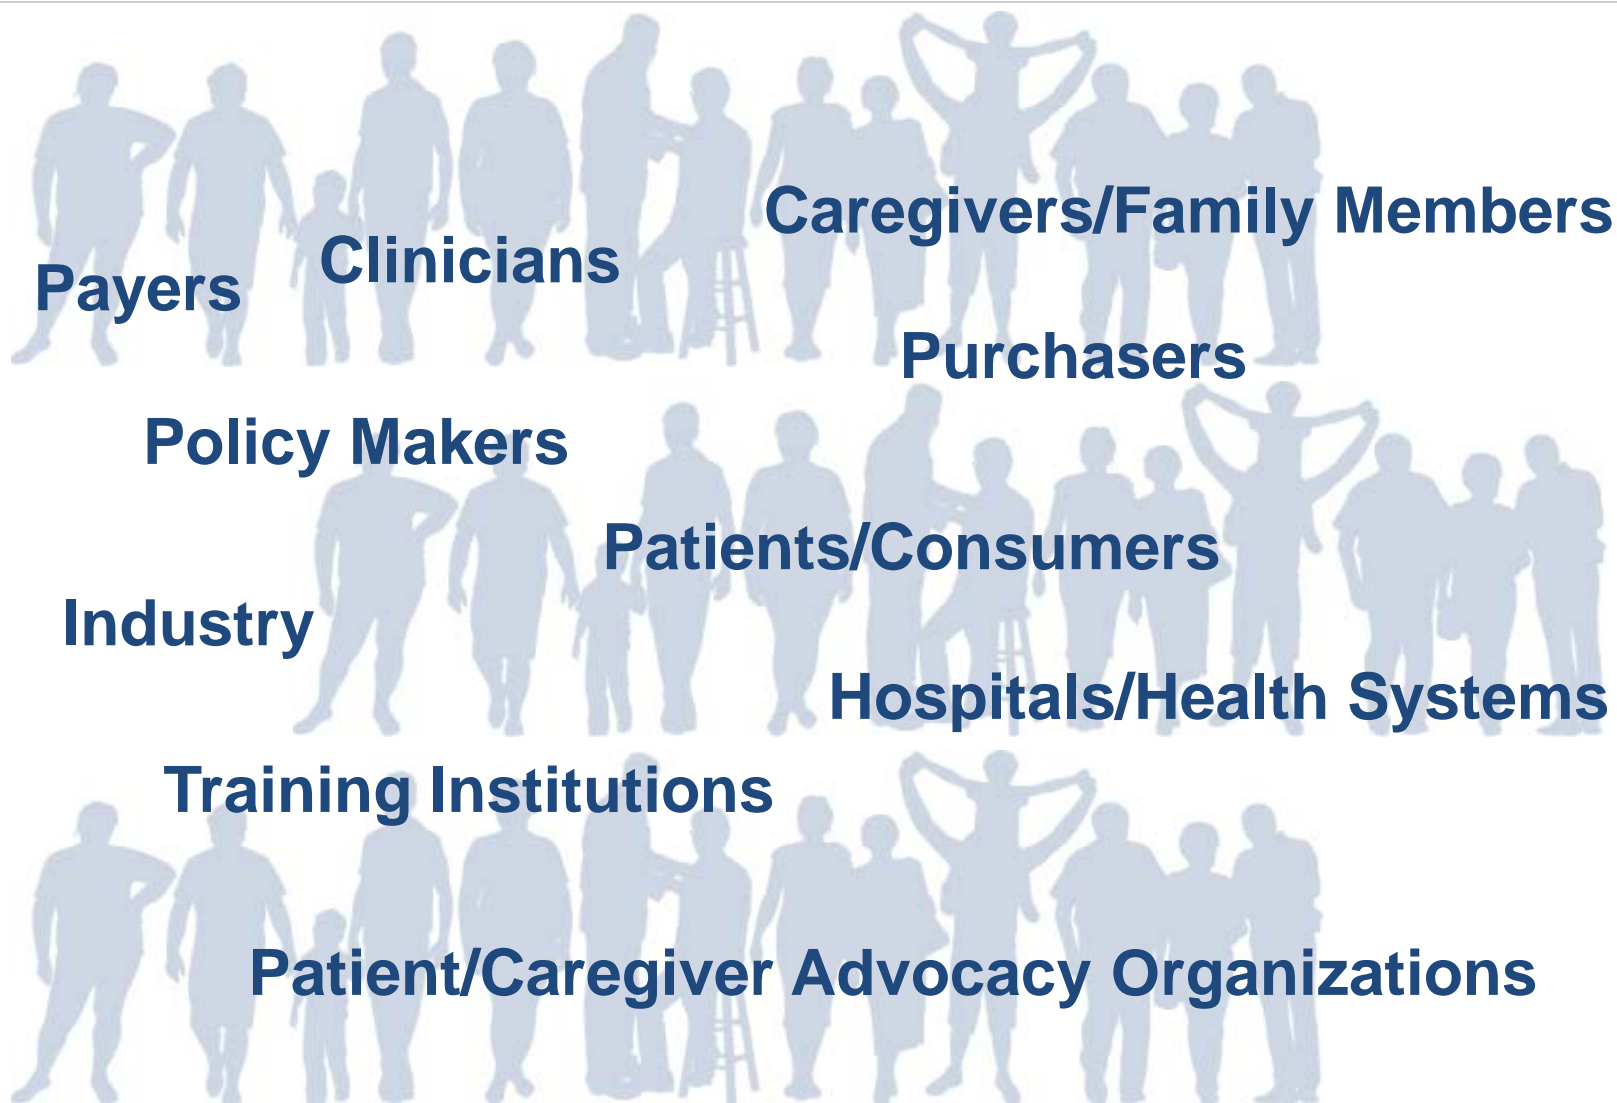 Caregivers/Family Members
Clinicians
Payers
Purchasers
Policy Makers
Patients/Consumers
Industry
Hospitals/Health Systems
Training Institutions
Patient/Caregiver Advocacy Organizations